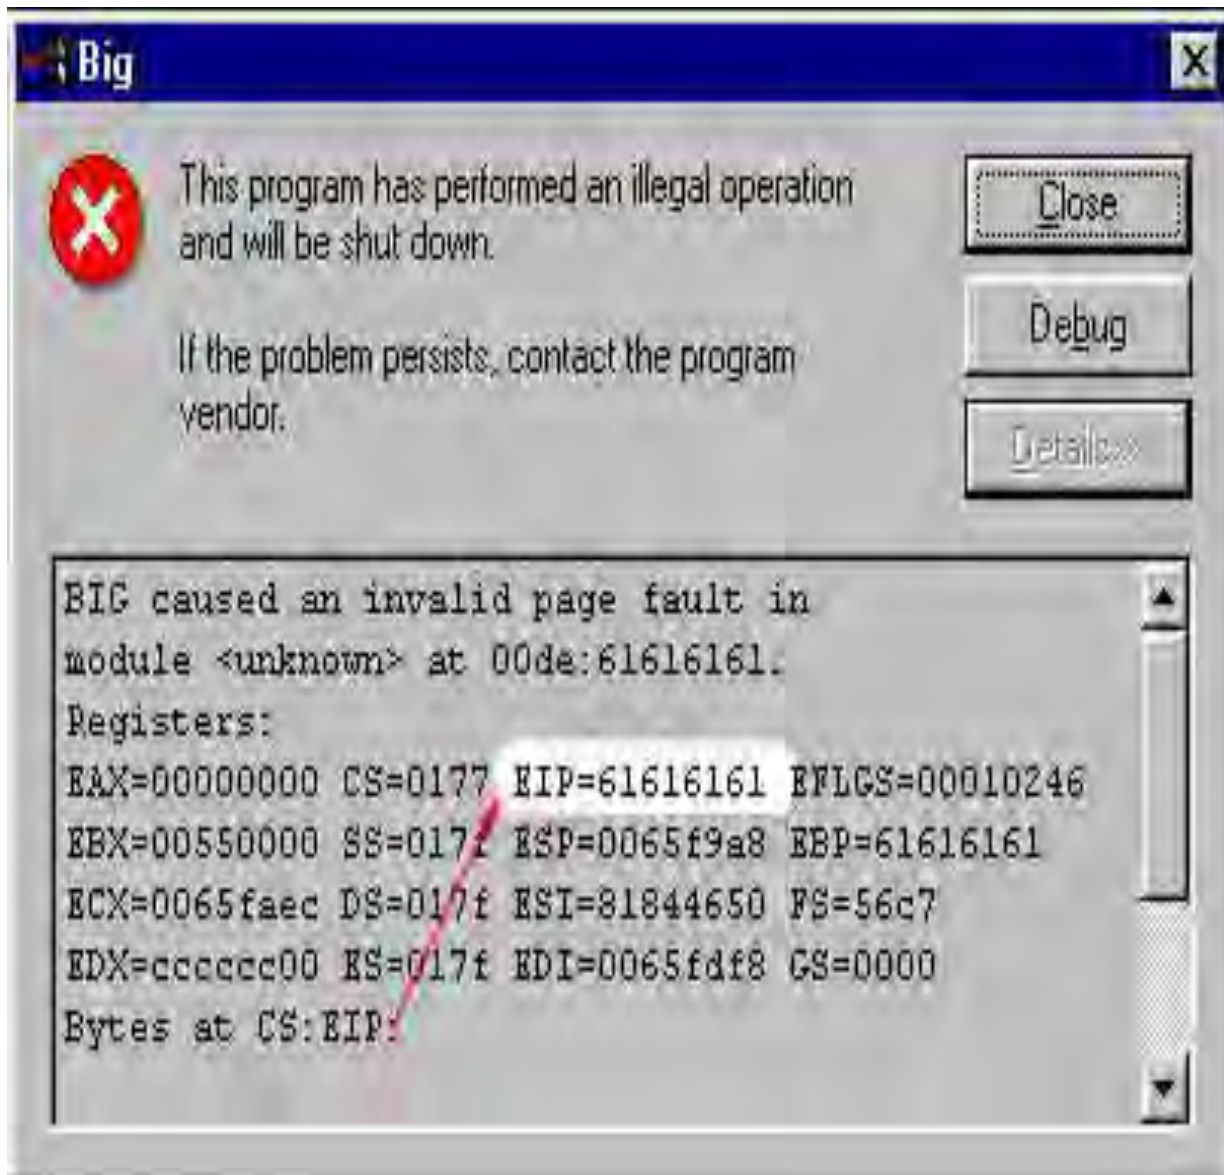 Big
This program has performed an illegal operation
and will be shut down.
If the problem persists, contact the program
vendor.
Close
Debug
Details>>
BIG caused an invalid page fault in
module <unknown> at 00de:61616161.
Registers:
EAX=00000000 CS=0177 EIP=61616161 EFLGS=00010246
EBX=00550000 SS=017f ESP=0065f9a8 EBP=61616161
ECX=0065faec DS=017f ESI=81844650 FS=56c7
EDX=cccccc00 ES=017f EDI=0065fdf8 GS=0000
Bytes at CS:EIP: